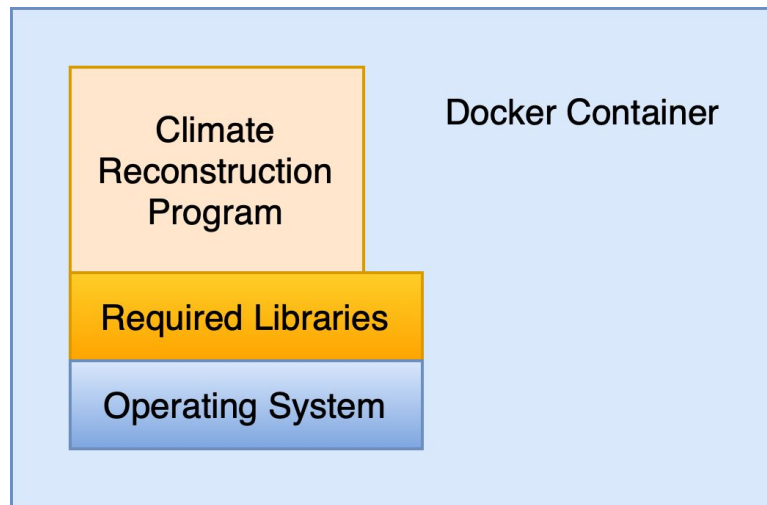 Docker Container
Climate
Reconstruction
Program
Required Libraries
Operating System